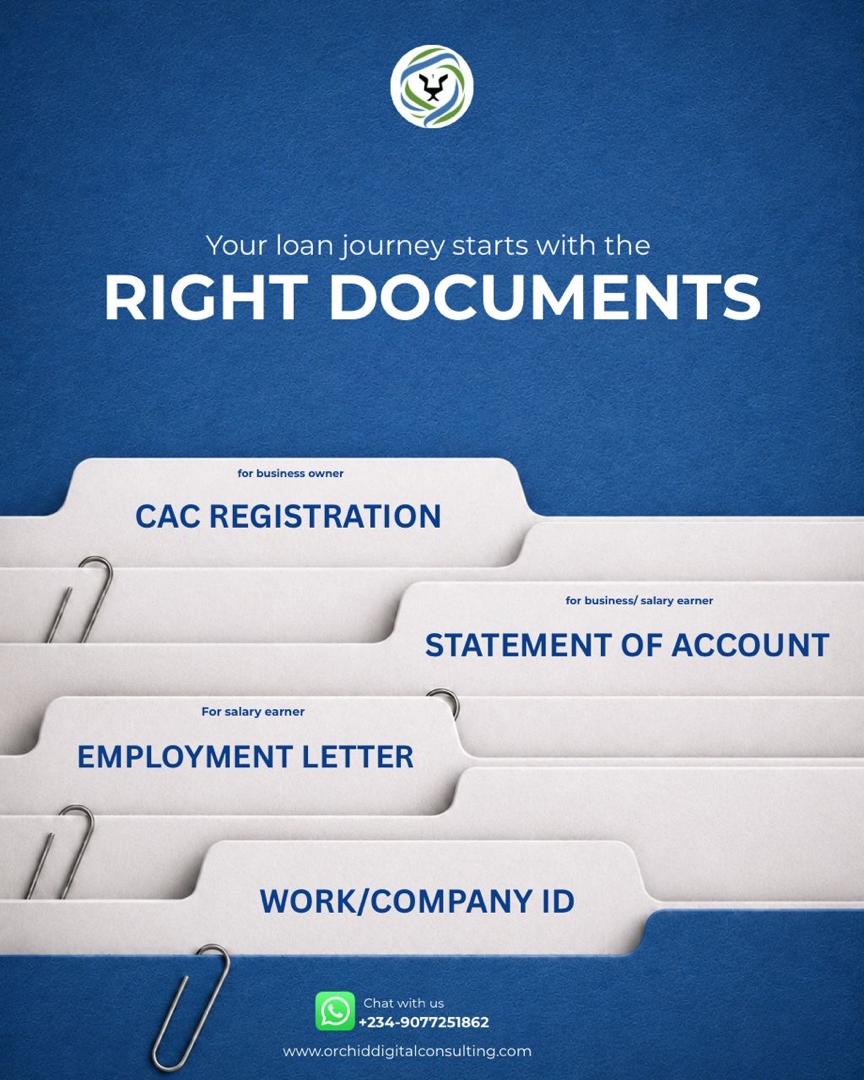 Your loan journey starts with the
RIGHT DOCUMENTS
for business owner
CAC REGISTRATION
for business/ salary earner
STATEMENT OF ACCOUNT
For salary earner
EMPLOYMENT LETTER
WORK/COMPANY ID
Chat with us
+234-9077251862
www.orchiddigitalconsulting.com